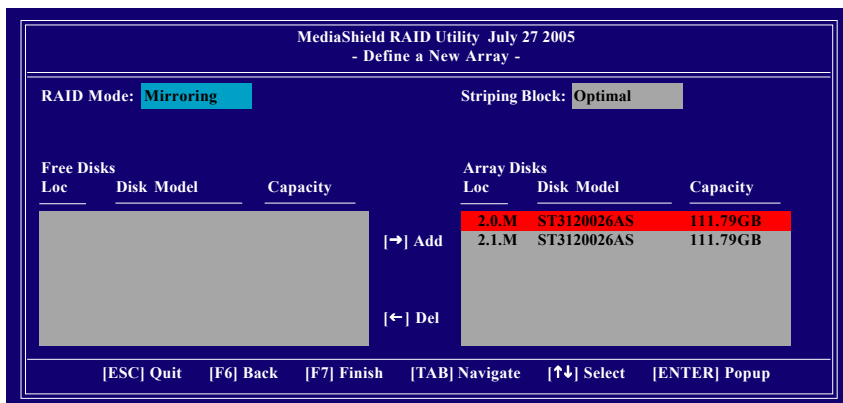 MediaShield RAID Utility July 27 2005
- Define a New Array -
RAID Mode: Mirroring Striping Block: Optimal
Free Disks Array Disks
Loc Disk Model Capacity Loc Disk Model Capacity
2.0.M ST3120026AS 111.79GB
[→] Add 2.1.M ST3120026AS 111.79GB
[←] Del
[ESC] Quit [F6] Back [F7] Finish [TAB] Navigate [↑↓] Select [ENTER] Popup